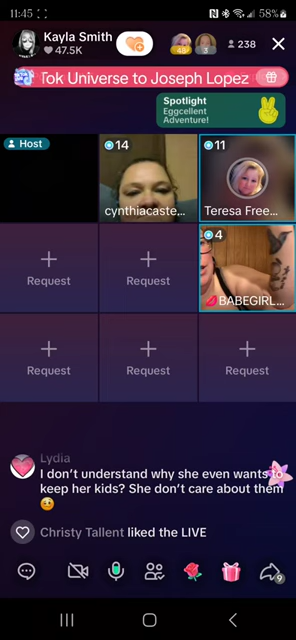 11:45
58%
Kayla Smith
47.5K
3
238
Tok Universe to Joseph Lopez
Spotlight
Eggcellent
Adventure!
Host
14
11
cynthiacaste...
Teresa Free...
4
Request
Request
BABEGIRL...
Request
Request
Request
Lydia
I don't understand why she even wants to
keep her kids? She don't care about them
Christy Tallent liked the LIVE
9